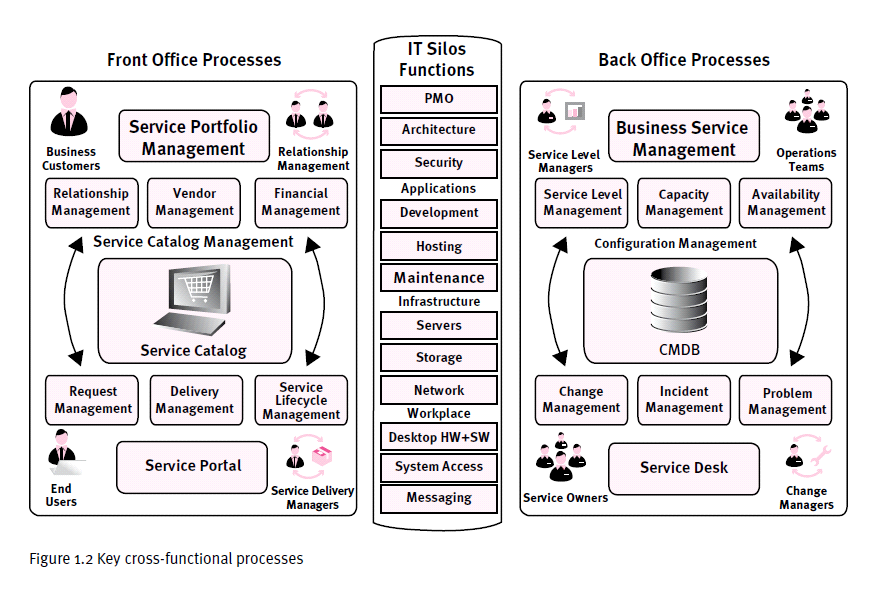 Front Office Processes
Business
Customers
Service Portfolio
Management
Relationship
Management
Relationship
Management
Vendor
Management
Financial
Management
Service Catalog Management
Service Catalog
Request
Management
Delivery
Management
Service
Lifecycle
Management
End
Users
Service Portal
Service Delivery
Managers
IT Silos
Functions
PMO
Architecture
Security
Applications
Development
Hosting
Maintenance
Infrastructure
Servers
Storage
Network
Workplace
Desktop HW+SW
System Access
Messaging
Back Office Processes
Service Level
Managers
Business Service
Management
Operations
Teams
Service Level
Management
Capacity
Management
Availability
Management
Configuration Management
CMDB
Change
Management
Incident
Management
Problem
Management
Service Owners
Service Desk
Change
Managers
Figure 1.2 Key cross-functional processes